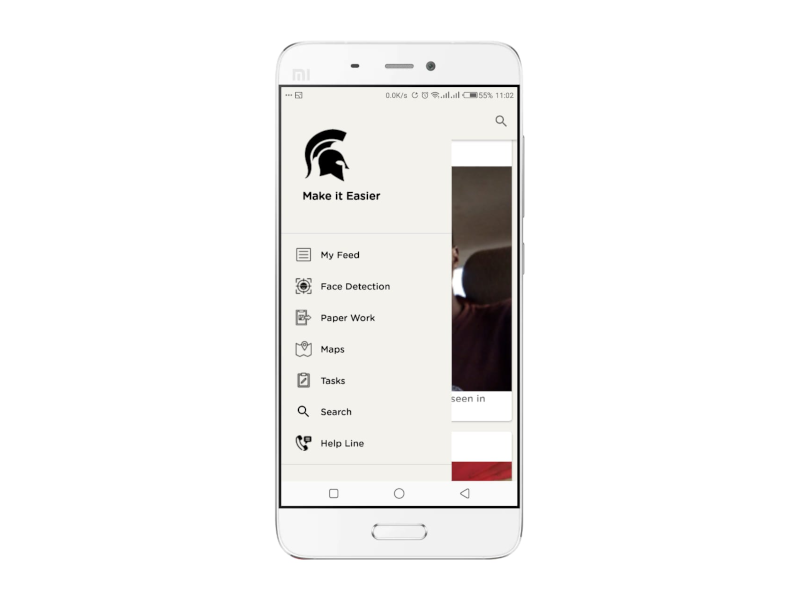 mi
... 0.0K/s 55% 11:02
Make it Easier
My Feed
Face Detection
Paper Work
Maps
Tasks
Search
seen in
Help Line